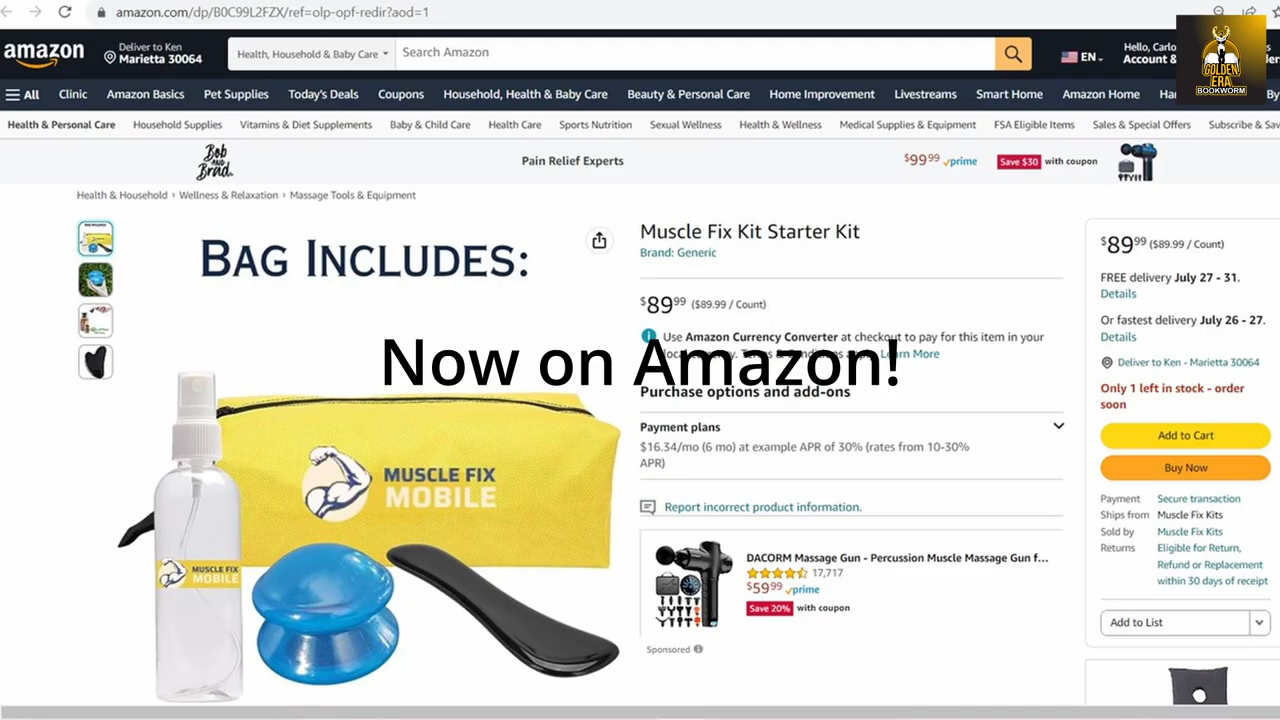 amazon.com/dp/B0C99L2FZX/ref=olp-opf-redir?aod=1
amazon
Deliver to Ken
Marietta 30064
Health, Household & Baby Care
Search Amazon
EN
Hello, Carlo
Account &
GOLDEN
ERA
BOOKWORM
All Clinic Amazon Basics Pet Supplies Today's Deals Coupons Household, Health & Baby Care Beauty & Personal Care Home Improvement Livestreams Smart Home Amazon Home
Health & Personal Care Household Supplies Vitamins & Diet Supplements Baby & Child Care Health Care Sports Nutrition Sexual Wellness Health & Wellness Medical Supplies & Equipment FSA Eligible Items Sales & Special Offers Subscribe & Sav
Bob AND Brad.
Pain Relief Experts
$99.99 prime Save $30 with coupon
Health & Household › Wellness & Relaxation › Massage Tools & Equipment
BAG INCLUDES:
MUSCLE FIX
MOBILE
MUSCLE FIX
MOBILE
Muscle Fix Kit Starter Kit
Brand: Generic
$89.99 ($89.99 / Count)
Use Amazon Currency Converter at checkout to pay for this item in your
Learn More
Now on Amazon!
Purchase options and add-ons
Payment plans
$16.34/mo (6 mo) at example APR of 30% (rates from 10-30%
APR)
Report incorrect product information.
DACORM Massage Gun - Percussion Muscle Massage Gun f...
17,717
$59.99 prime
Save 20% with coupon
Sponsored
$89.99 ($89.99 / Count)
FREE delivery July 27 - 31.
Details
Or fastest delivery July 26 - 27.
Details
Deliver to Ken - Marietta 30064
Only 1 left in stock - order
soon
Add to Cart
Buy Now
Payment Secure transaction
Ships from Muscle Fix Kits
Sold by Muscle Fix Kits
Returns Eligible for Return,
Refund or Replacement
within 30 days of receipt
Add to List